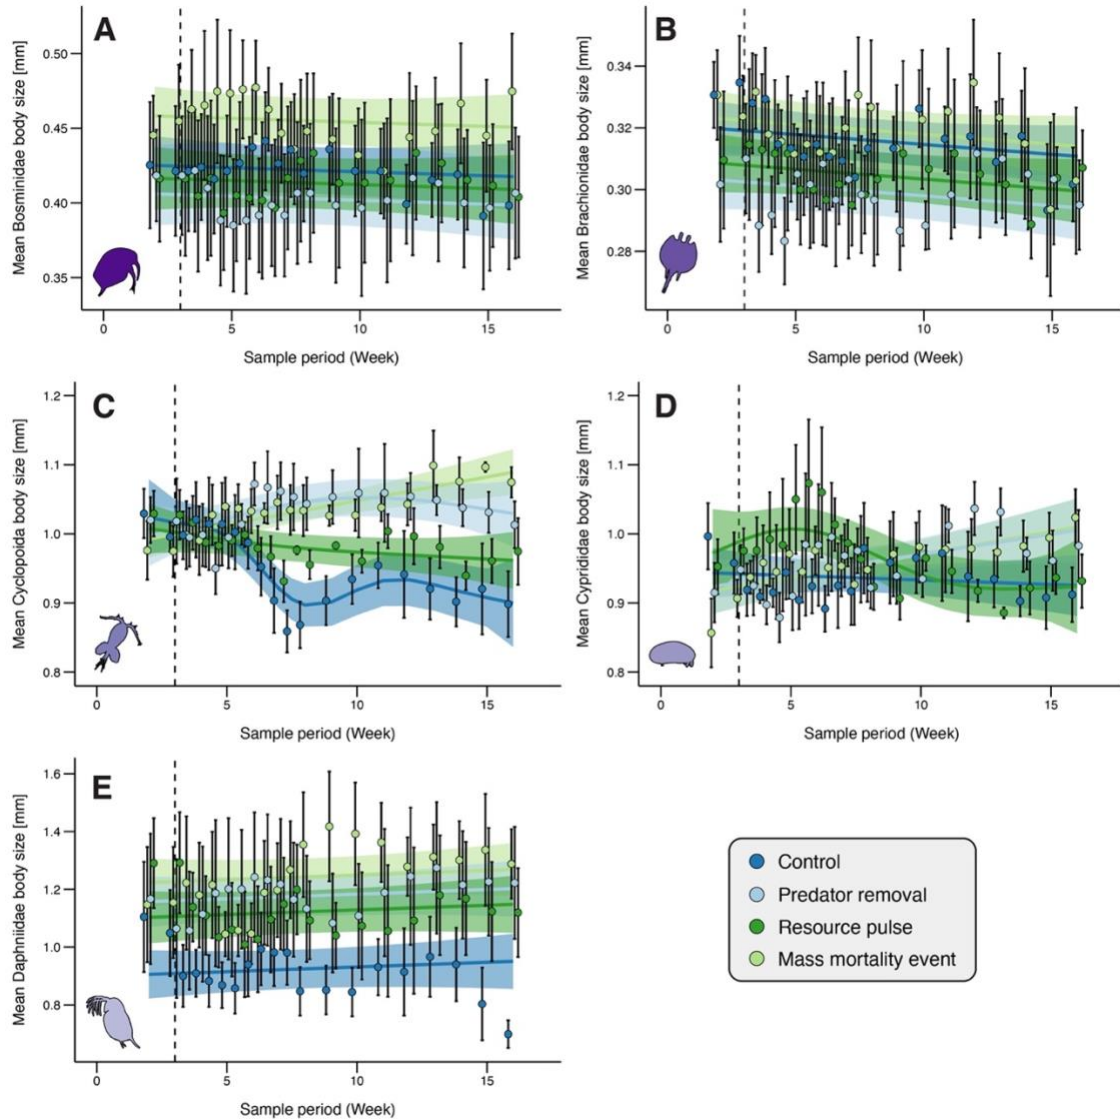 A
Mean Bosminidae body size [mm]
0.50
0.45
0.40
0.35
0
5
10
15
Sample period (Week)
B
Mean Brachionidae body size [mm]
0.34
0.32
0.30
0.28
0
5
10
15
Sample period (Week)
C
Mean Cyclopoida body size [mm]
1.2
1.1
1.0
0.9
0.8
0
5
10
15
Sample period (Week)
D
Mean Cyprididae body size [mm]
1.2
1.1
1.0
0.9
0.8
0
5
10
15
Sample period (Week)
E
Mean Daphniidae body size [mm]
1.6
1.4
1.2
1.0
0.8
0
5
10
15
Sample period (Week)
Control
Predator removal
Resource pulse
Mass mortality event